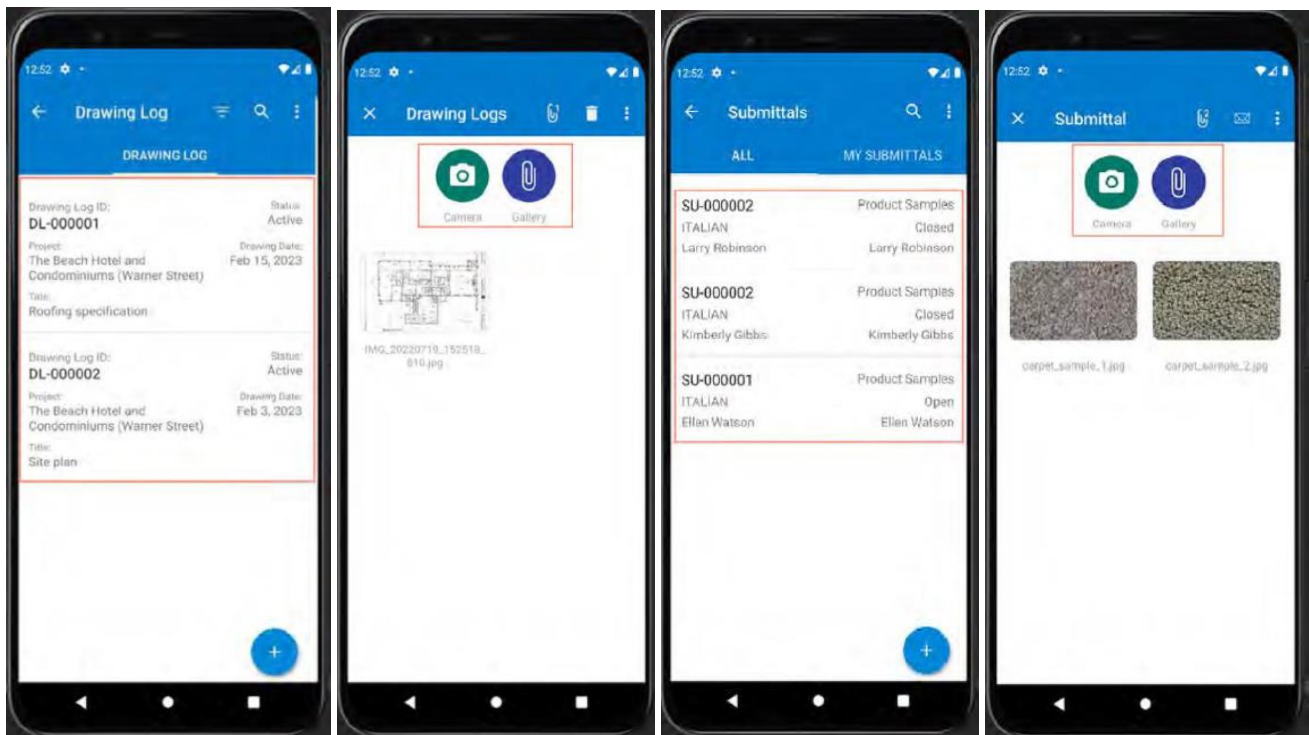 12:52
Drawing Log
DRAWING LOG
Drawing Log ID:
Status:
DL-000001
Active
Project:
Drawing Date:
The Beach Hotel and
Feb 15, 2023
Condominiums (Warner Street)
Title:
Roofing specification
Drawing Log ID:
Status:
DL-000002
Active
Project:
Drawing Date:
The Beach Hotel and
Feb 3, 2023
Condominiums (Warner Street)
Title:
Site plan
12:52
Drawing Logs
Camera
Gallery
IMG_20220719_152518_
810.jpg
12:52
Submittals
ALL
MY SUBMITTALS
SU-000002
Product Samples
ITALIAN
Closed
Larry Robinson
Larry Robinson
SU-000002
Product Samples
ITALIAN
Closed
Kimberly Gibbs
Kimberly Gibbs
SU-000001
Product Samples
ITALIAN
Open
Ellen Watson
Ellen Watson
12:52
Submittal
Camera
Gallery
carpet_sample_1.jpg
carpet_sample_2.jpg